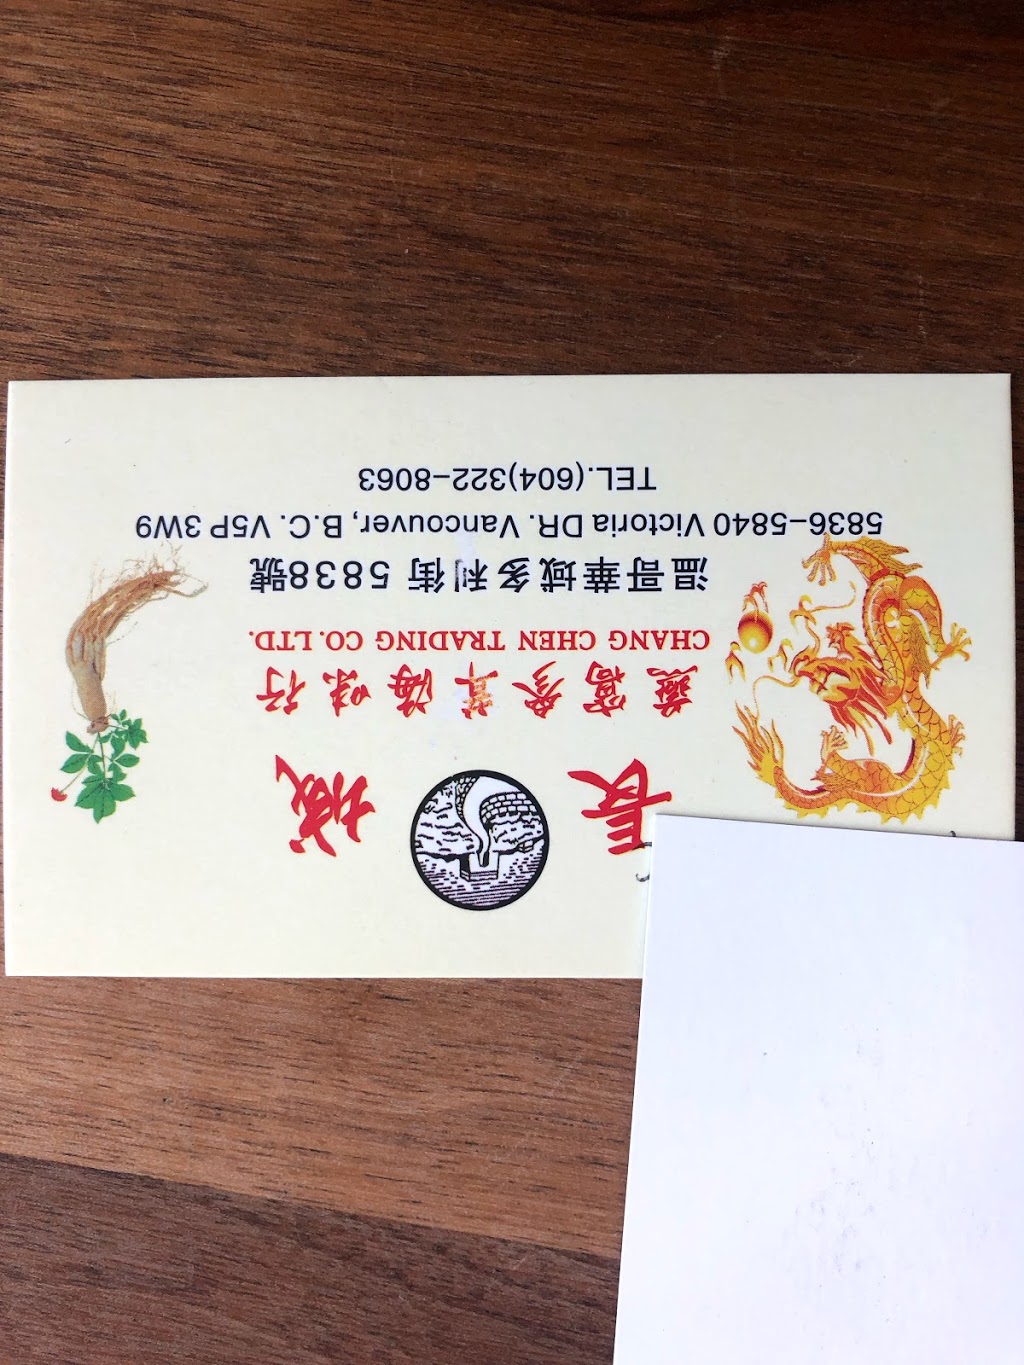 長 城
燕窩參茸海味行
CHANG CHEN TRADING CO. LTD.
溫哥華域多利街 5838號
5836–5840 Victoria DR. Vancouver, B.C. V5P 3W9
TEL.(604)322–8063